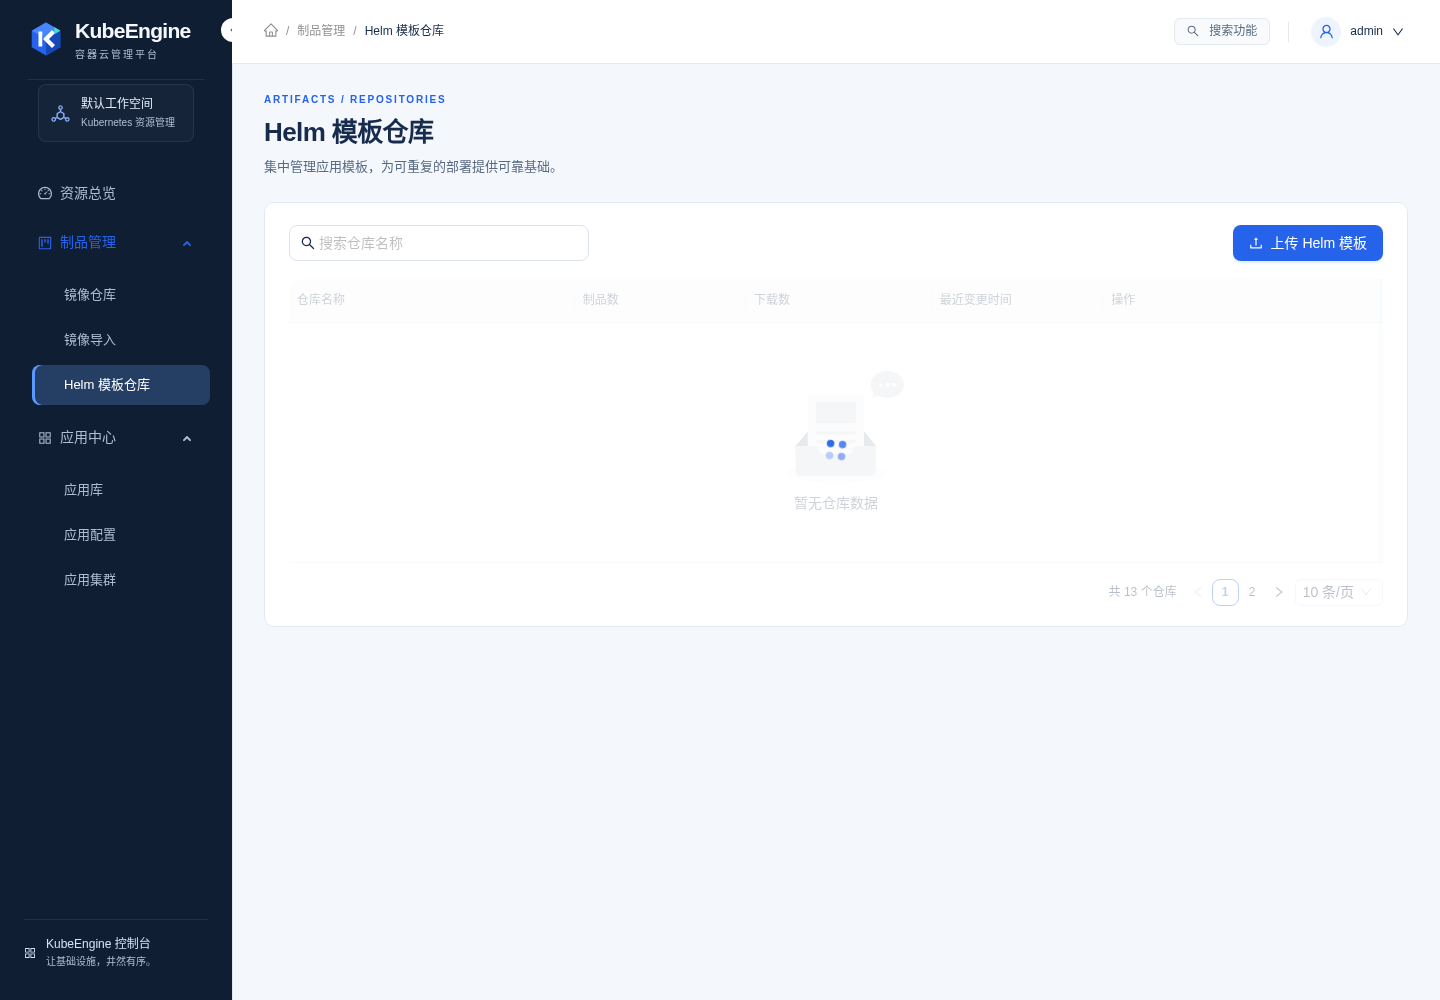 KubeEngine
容器云管理平台
默认工作空间
Kubernetes 资源管理
资源总览
制品管理
镜像仓库
镜像导入
Helm 模板仓库
应用中心
应用库
应用配置
应用集群
KubeEngine 控制台
让基础设施，井然有序。
/ 制品管理 / Helm 模板仓库
搜索功能
admin
ARTIFACTS / REPOSITORIES
Helm 模板仓库
集中管理应用模板，为可重复的部署提供可靠基础。
搜索仓库名称
上传 Helm 模板
仓库名称 制品数 下载数 最近变更时间 操作
暂无仓库数据
共 13 个仓库 1 2 10 条/页